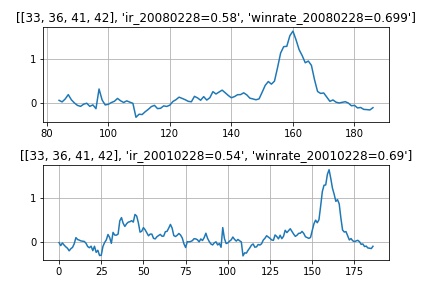 [[33, 36, 41, 42], 'ir_20080228=0.58', 'winrate_20080228=0.699']
1
0
80 100 120 140 160 180
[[33, 36, 41, 42], 'ir_20010228=0.54', 'winrate_20010228=0.69']
1
0
0 25 50 75 100 125 150 175